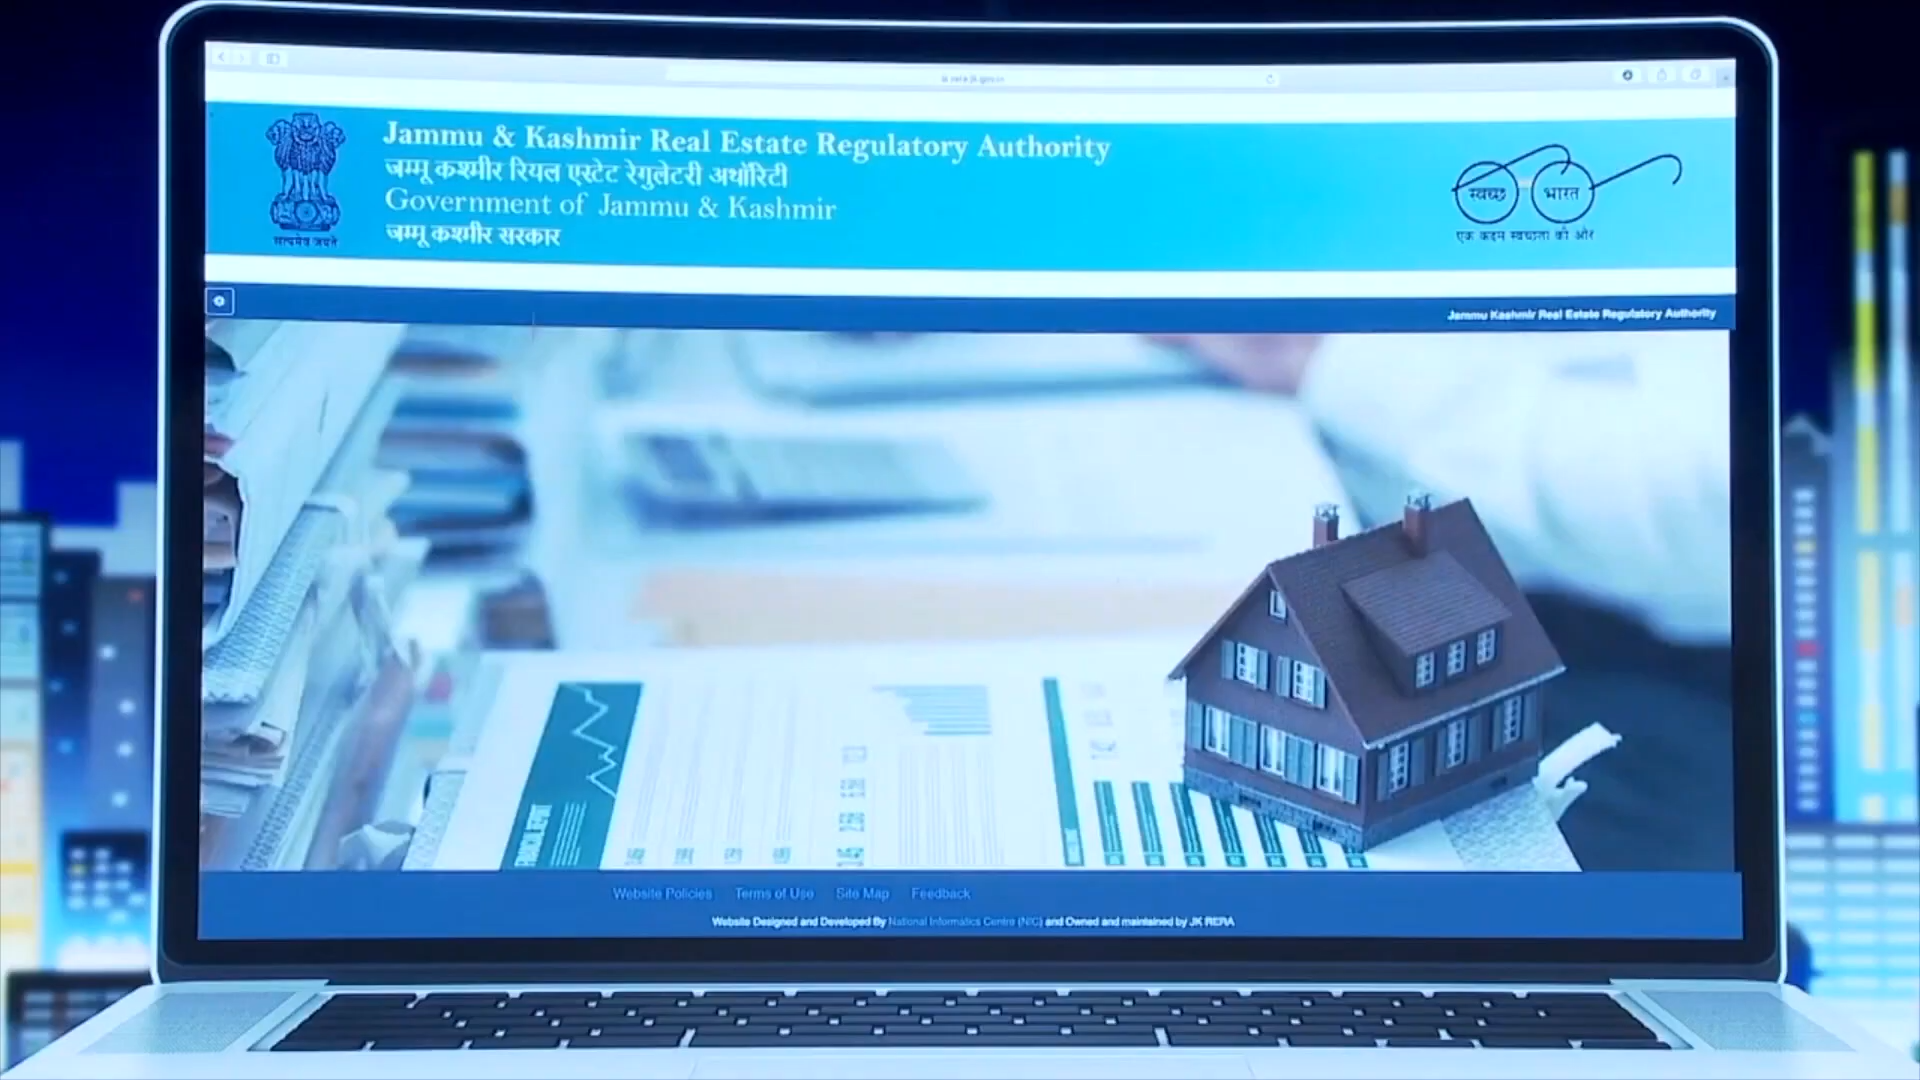 Jammu & Kashmir Real Estate Regulatory Authority
जम्मू कश्मीर रियल एस्टेट रेगुलेटरी अथॉरिटी
Government of Jammu & Kashmir
जम्मू कश्मीर सरकार
सत्यमेव जयते
स्वच्छ भारत
एक कदम स्वच्छता की ओर
Jammu Kashmir Real Estate Regulatory Authority
Website Policies Terms of Use Site Map Feedback
Website Designed and Developed By National Informatics Centre (NIC) and Owned and maintained by JK RERA